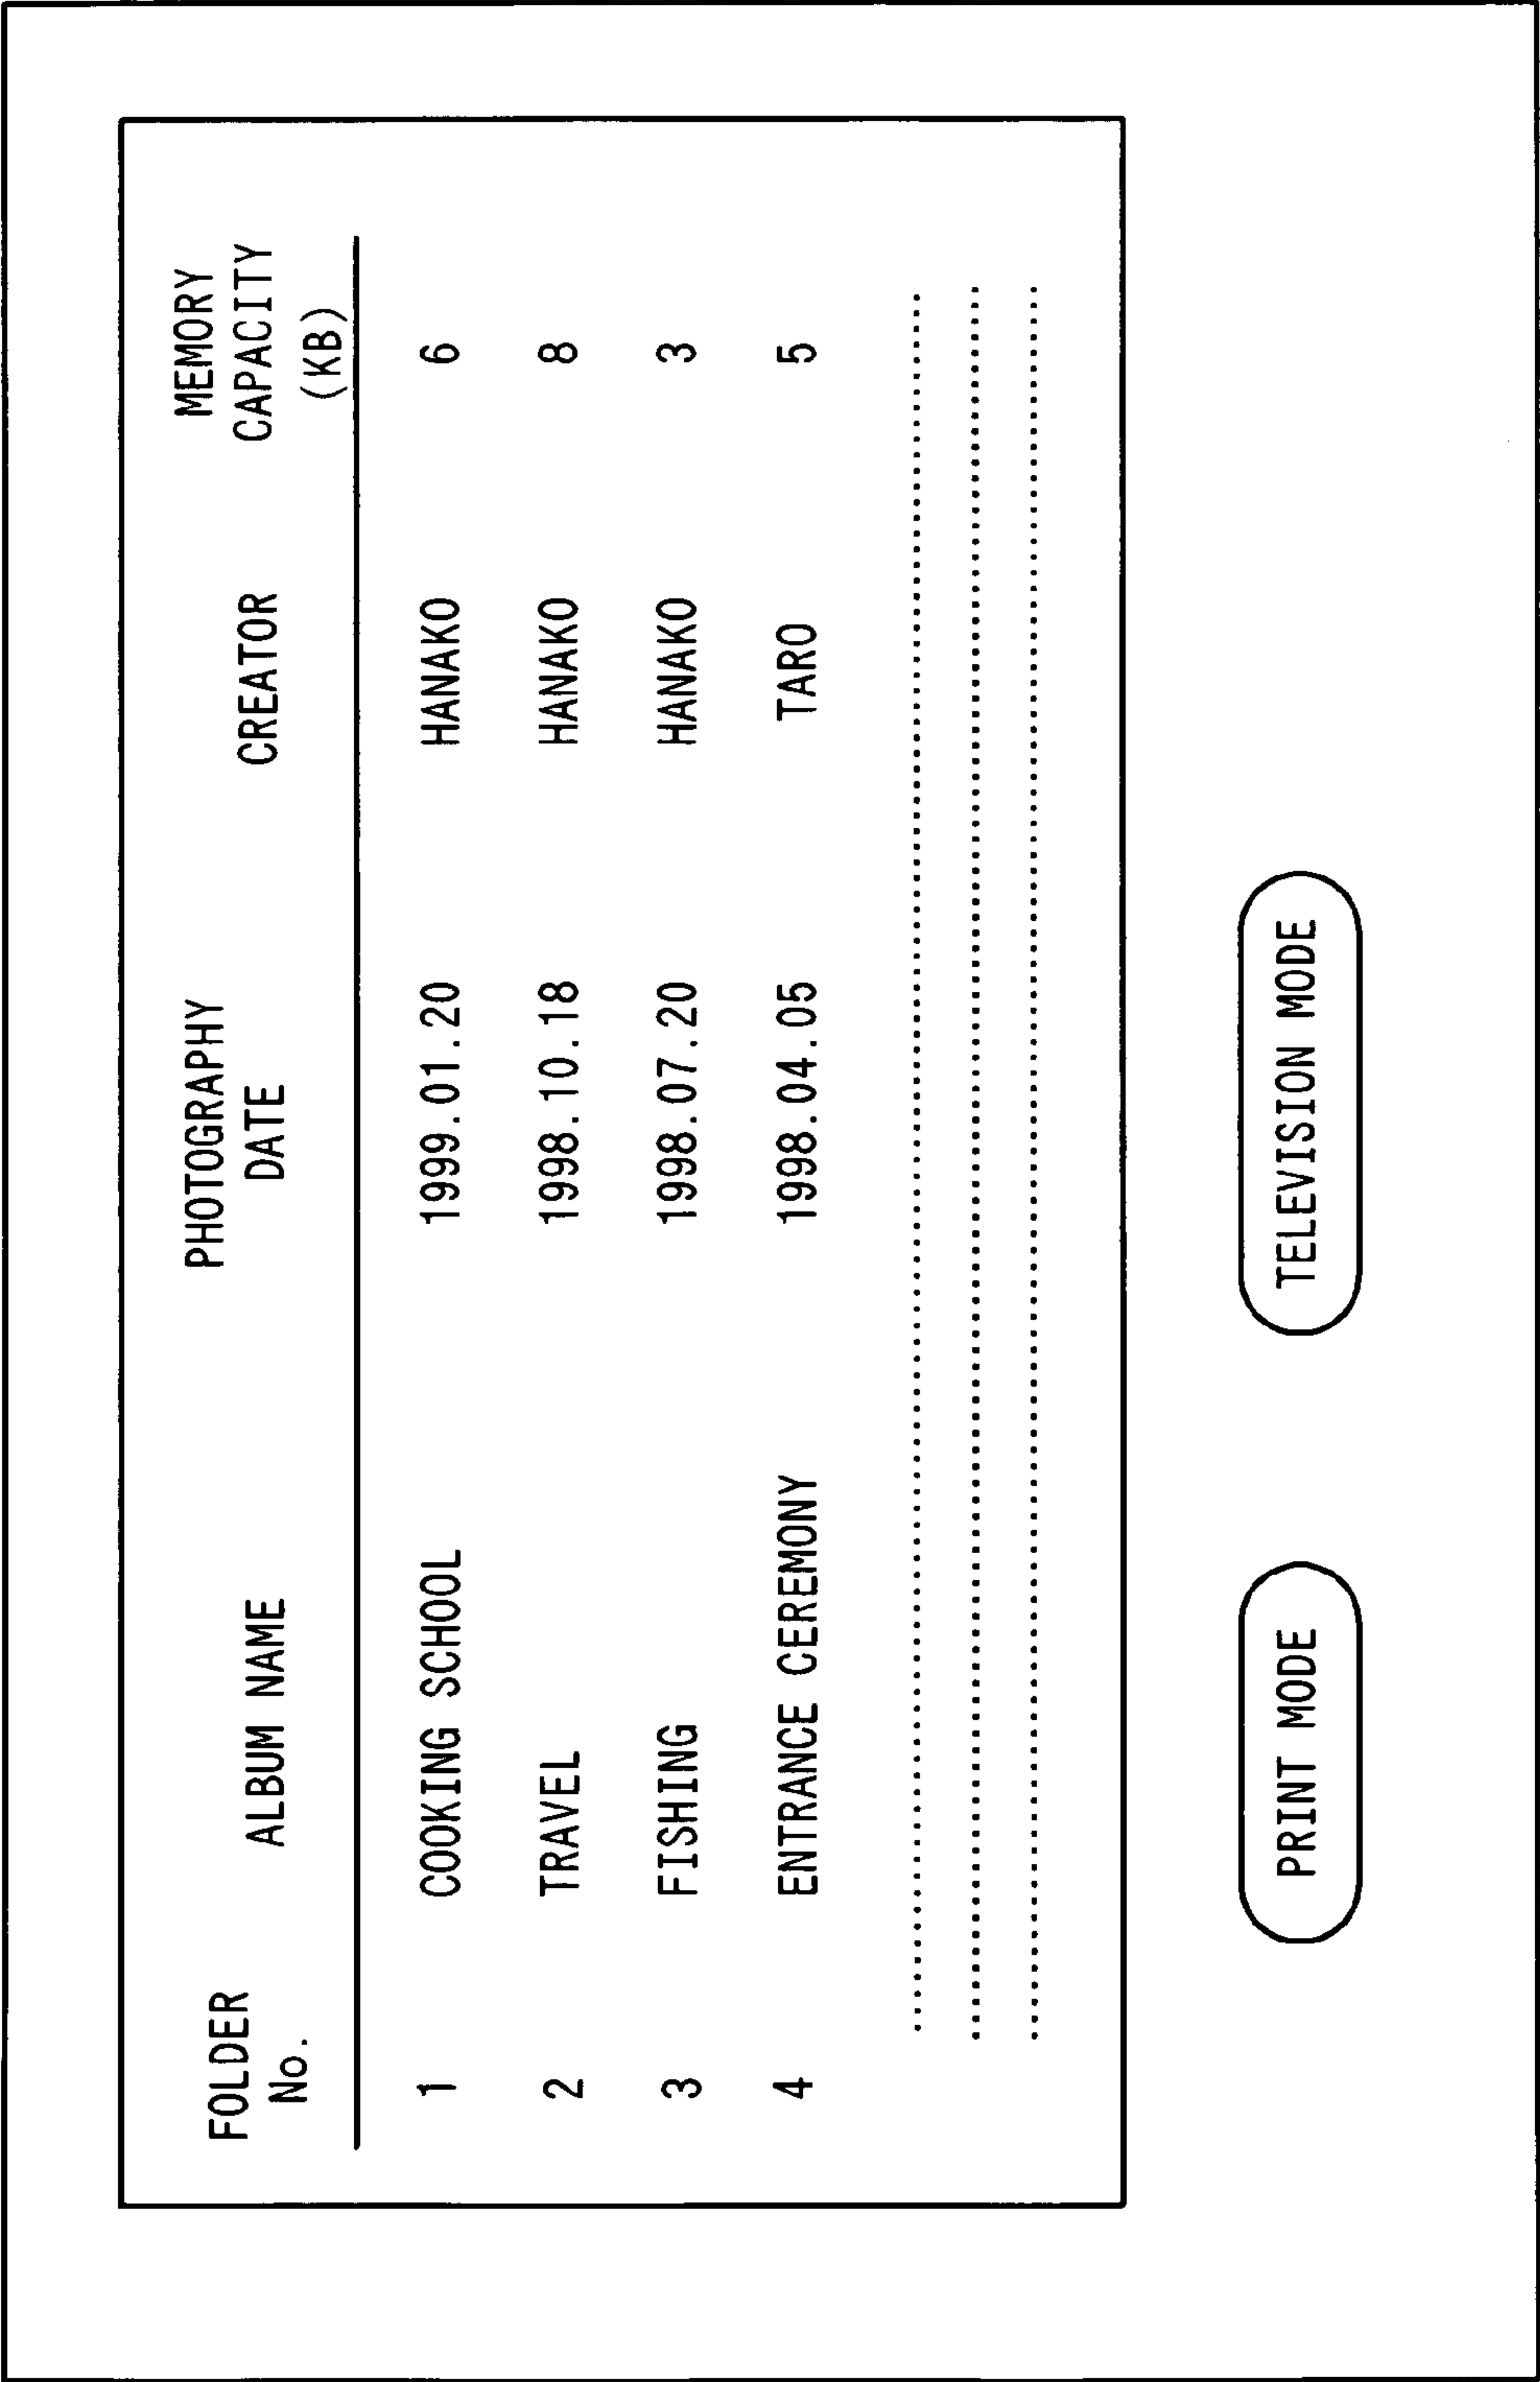 FOLDER No. ALBUM NAME PHOTOGRAPHY DATE CREATOR MEMORY CAPACITY (KB)
1 COOKING SCHOOL 1999.01.20 HANAKO 6
2 TRAVEL 1998.10.18 HANAKO 8
3 FISHING 1998.07.20 HANAKO 3
4 ENTRANCE CEREMONY 1998.04.05 TARO 5
PRINT MODE TELEVISION MODE